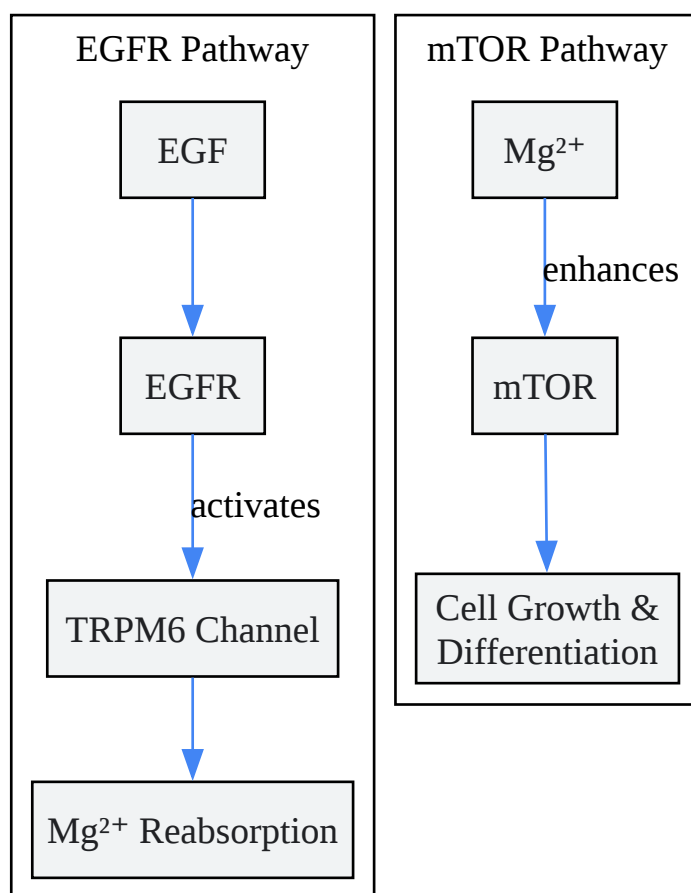 EGFR Pathway
EGF
EGFR
activates
TRPM6 Channel
Mg²⁺ Reabsorption
mTOR Pathway
Mg²⁺
enhances
mTOR
Cell Growth &
Differentiation